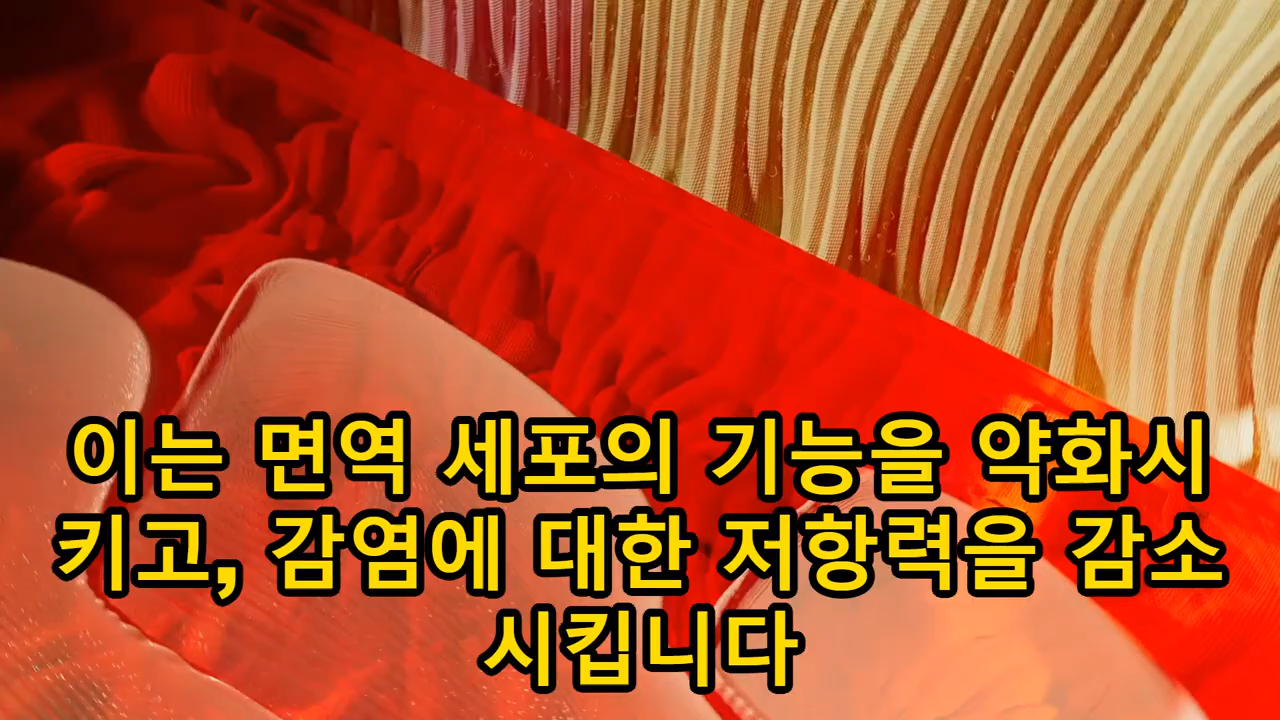 이는 면역 세포의 기능을 약화시
키고, 감염에 대한 저항력을 감소
시킵니다